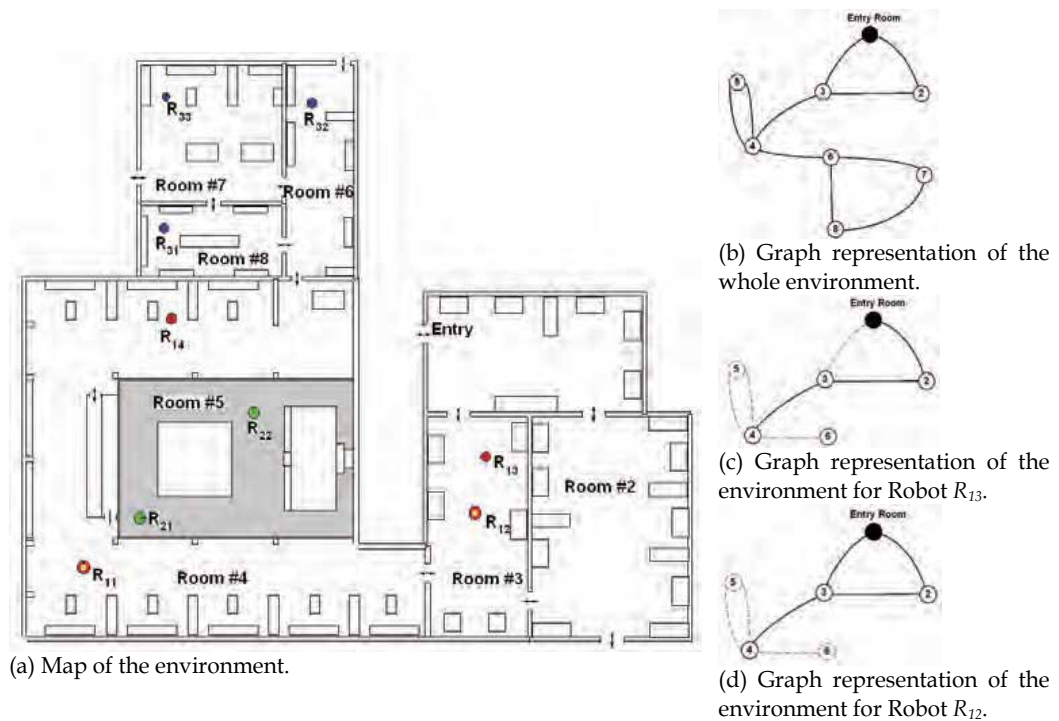 R33
R32
Room #7
Room #6
R31
Room #8
R14
Entry
Room #5
R22
R13
Room #2
R21
R12
R11
Room #4
Room #3
(a) Map of the environment.
Entry Room
5
3
2
4
6
7
8
(b) Graph representation of the
whole environment.
Entry Room
5
3
2
4
6
(c) Graph representation of the
environment for Robot R13.
Entry Room
5
3
2
4
6
(d) Graph representation of the
environment for Robot R12.